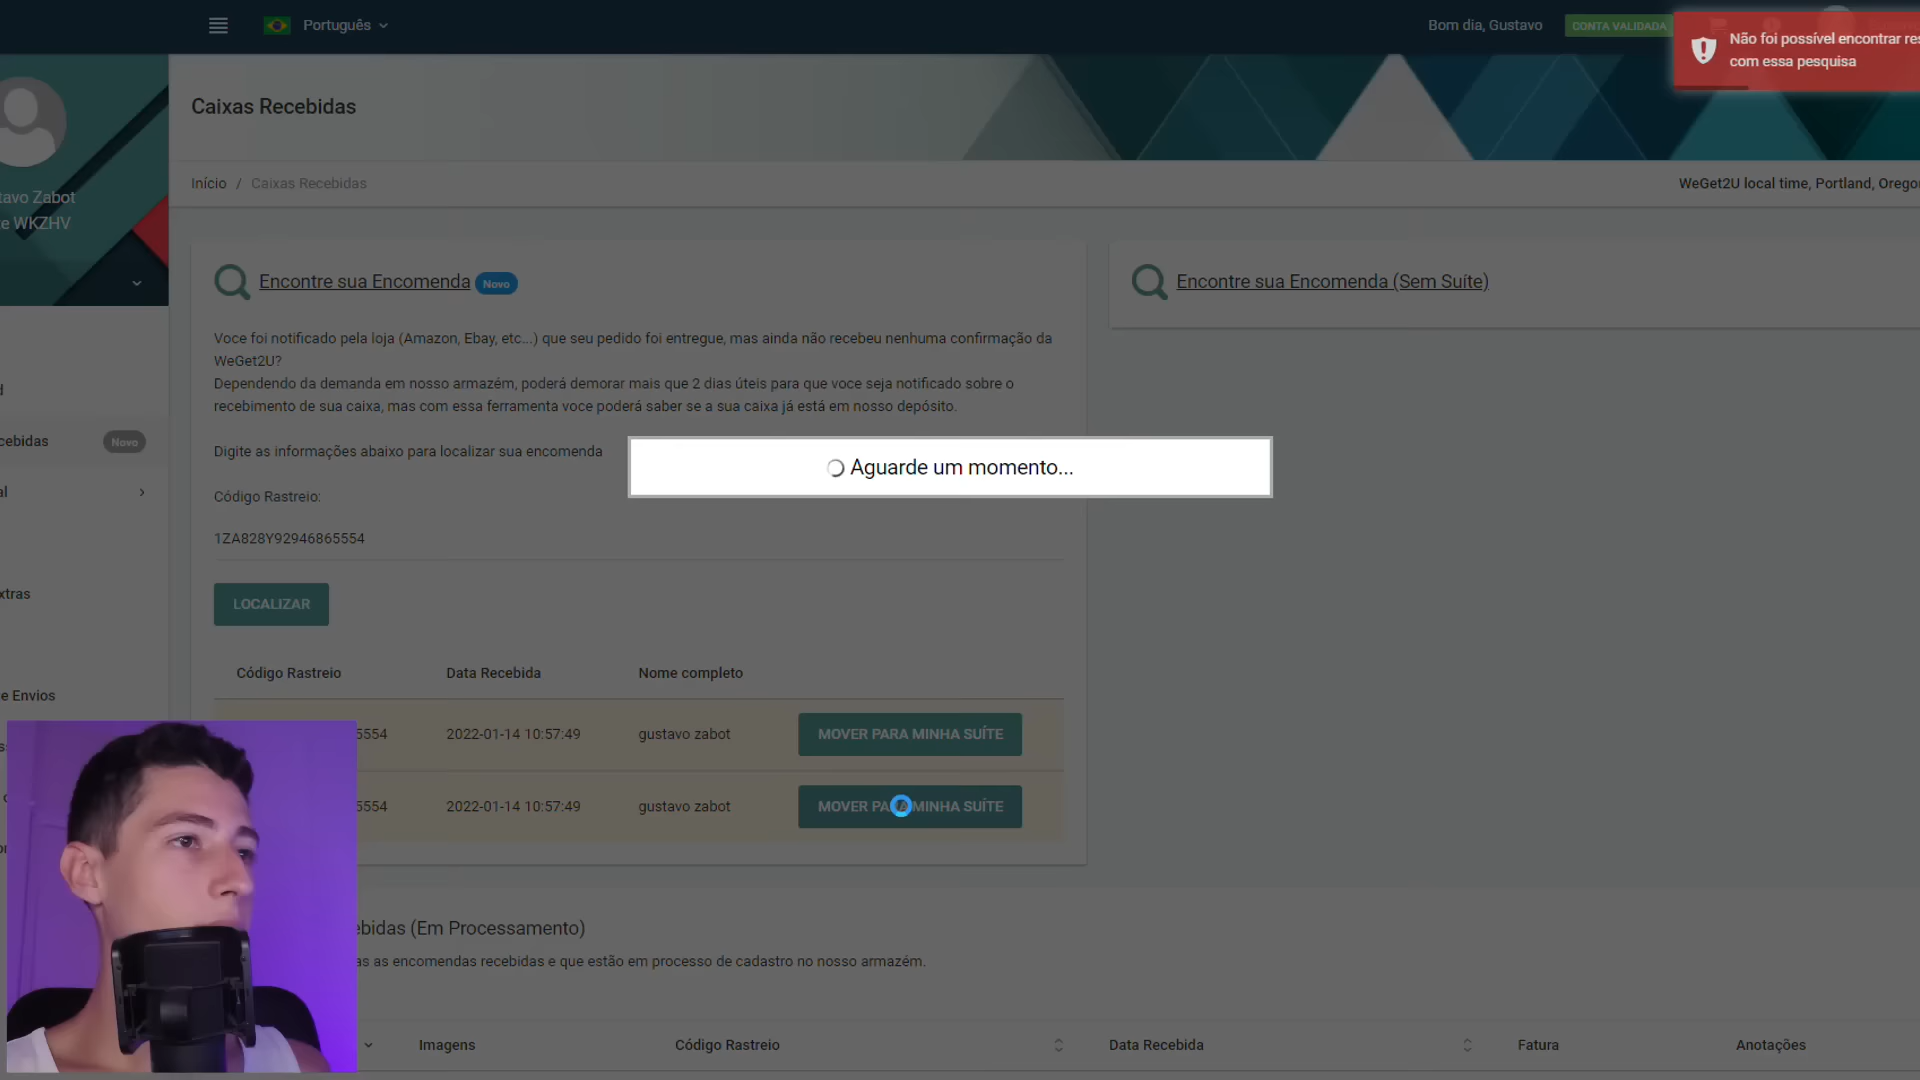 Português
Bom dia, Gustavo
CONTA VALIDADA
Não foi possível encontrar
com essa pesquisa
Caixas Recebidas
Início / Caixas Recebidas
WeGet2U local time, Portland,
Zabot
WKZHV
Encontre sua Encomenda Novo
Encontre sua Encomenda (Sem Suíte)
Voce foi notificado pela loja (Amazon, Ebay, etc...) que seu pedido foi entregue, mas ainda não recebeu nenhuma confirmação da
WeGet2U?
Dependendo da demanda em nosso armazém, poderá demorar mais que 2 dias úteis para que voce seja notificado sobre o
recebimento de sua caixa, mas com essa ferramenta voce poderá saber se a sua caixa já está em nosso depósito.
Novo
Digite as informações abaixo para localizar sua encomenda
Aguarde um momento...
Código Rastreio:
1ZA828Y92946865554
LOCALIZAR
e Envios
Código Rastreio
Data Recebida
Nome completo
5554
2022-01-14 10:57:49
gustavo zabot
MOVER PARA MINHA SUÍTE
5554
2022-01-14 10:57:49
gustavo zabot
MOVER PARA MINHA SUÍTE
(Em Processamento)
as encomendas recebidas e que estão em processo de cadastro no nosso armazém.
Imagens
Código Rastreio
Data Recebida
Fatura
Anotações